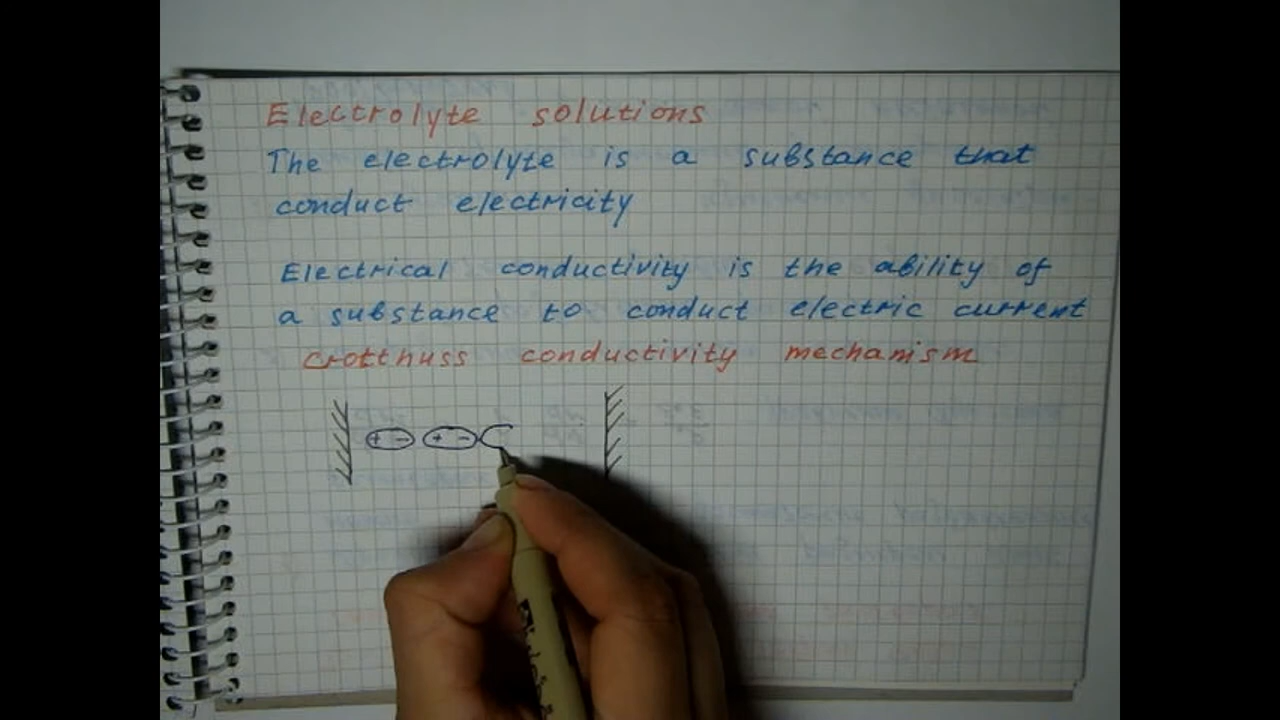 Electrolyte solutions
The electrolyte is a substance that
conduct electricity
Electrical conductivity is the ability of
a substance to conduct electric current
Crotthuss conductivity mechanism
+ - + -